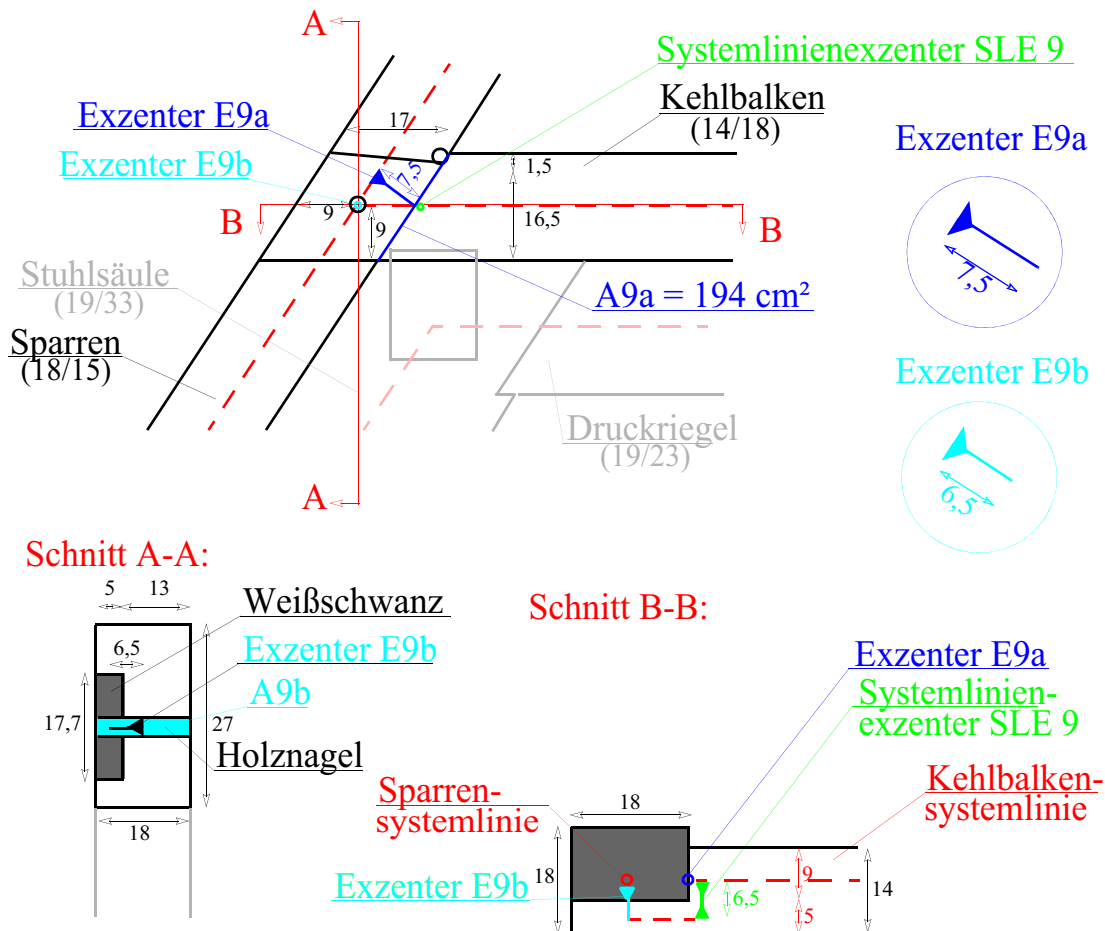 A
Systemlinienexzenter SLE 9
Kehlbalken
(14/18)
Exzenter E9a
17
Exzenter E9a
Exzenter E9b
7,5
1,5
9
B
9
16,5
B
7,5
Stuhlsäule
(19/33)
A9a = 194 cm²
Sparren
(18/15)
Exzenter E9b
Druckriegel
(19/23)
6,5
A
Schnitt A-A:
5
13
Weißschwanz
Schnitt B-B:
6,5
Exzenter E9b
Exzenter E9a
A9b
Systemlinien-
exzenter SLE 9
17,7
27
Holznagel
Sparren-
systemlinie
18
Kehlbalken-
systemlinie
18
Exzenter E9b
18
6,5
9
14
5